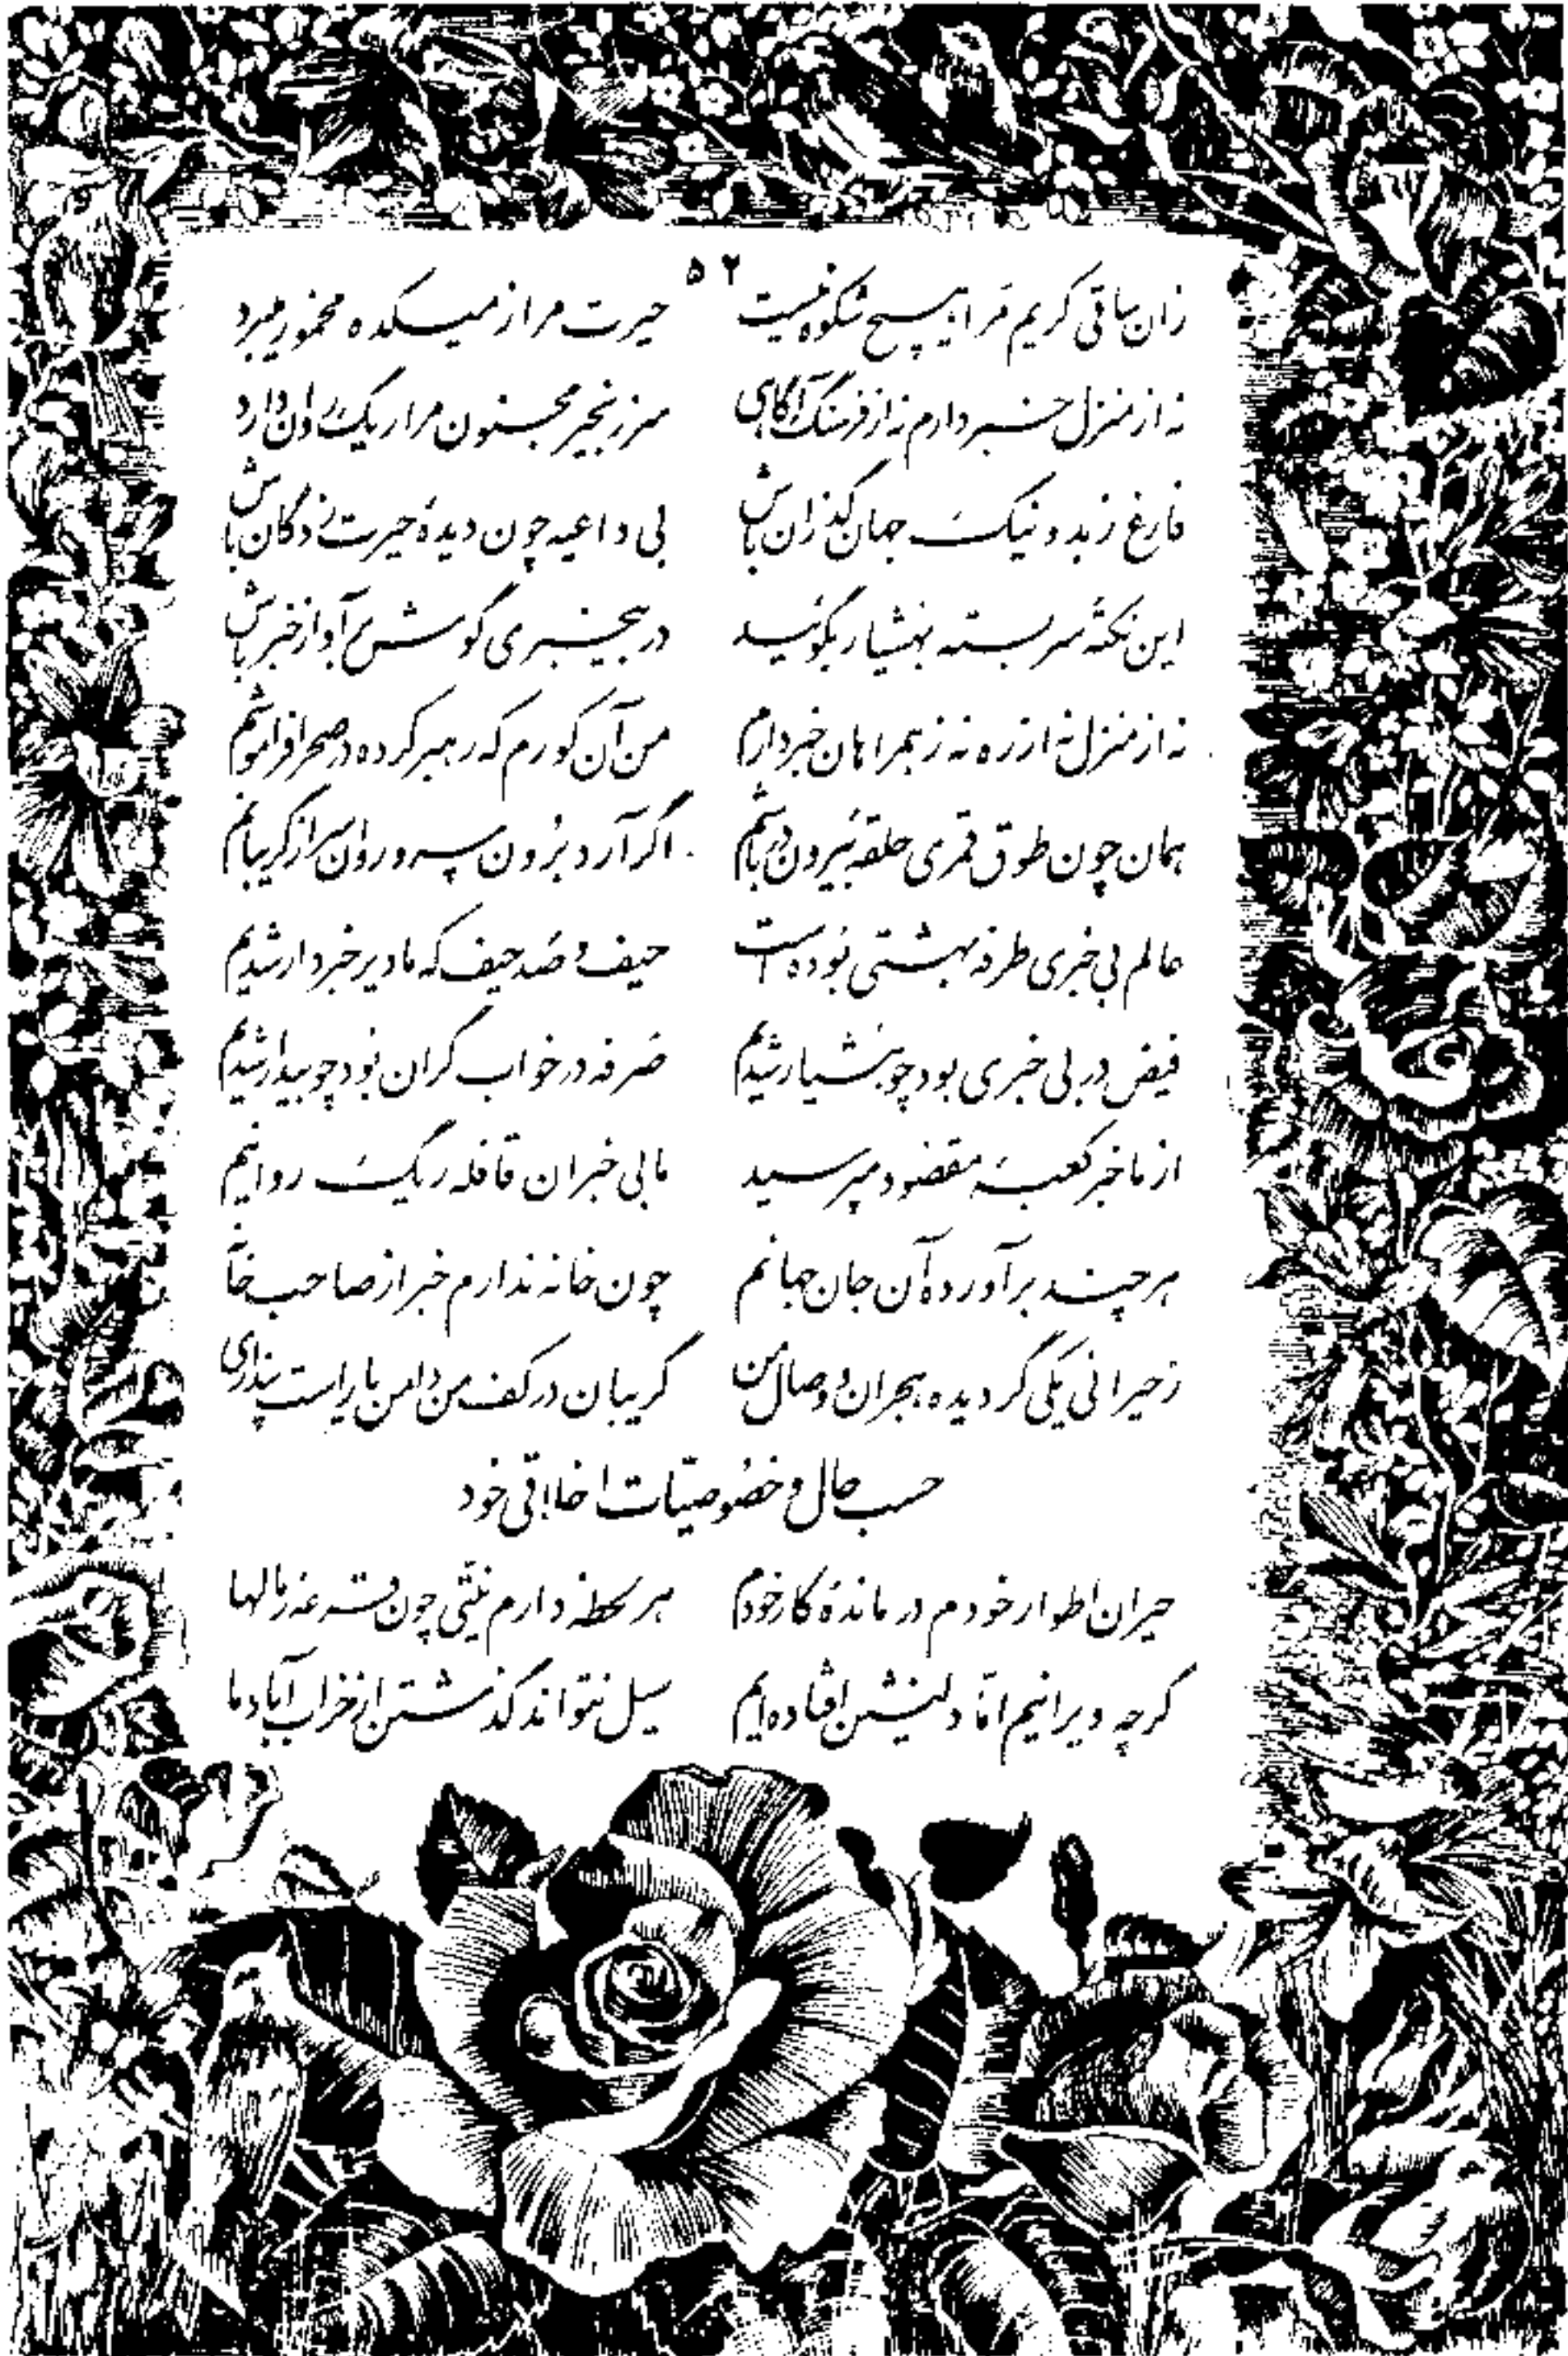 ۵۲
زان ساقی کریم مرا هیچ شکوه نیست حیرت مرا از میکده مخمور میبرد
نه از منزل خبر دارم نه از فرسنگ آگاهی سر زنجیر مجنون مرا ریگ روان دارد
فارغ ز بد و نیک جهان گذران باش بی داعیه چون دیدهٔ حیرت زدگان باش
این نکتهٔ سربسته بهشیار بگوئید در بیخبری گوش بر آواز خبر باش
نه از منزل نه از ره نه ز همراهان خبر دارم من آن کورم که رهبر کرده در صحرا فراموشم
همان چون طوق قمری حلقه بیرون در باشم اگر آرد برون سرو روان سر از گریبانم
عالم بی خبری طرفه بهشتی بوده است حیف و صد حیف که ما دیر خبردار شدیم
فیض در بی خبری بود چو هشیار شدیم صرفه در خواب گران بود چو بیدار شدیم
از ما خبر کعبهٔ مقصود مپرسید ما بی خبران قافله ریگ روانیم
هر چند برآوردهٔ آن جان جهانم چون خانه ندارم خبر از صاحب خانه
ز حیرانی یکی گردیده هجران و وصال من گریبان در کف من دامن یار است پنداری
حسب حال و خصوصیات اخلاقی خود
حیران اطوار خودم در ماندهٔ کار خودم هر لحظه دارم نیتی چون قرعه رمالها
گرچه ویرانیم اما دلنشین افتاده ایم سیل نتواند گذشتن از خراب آباد ما